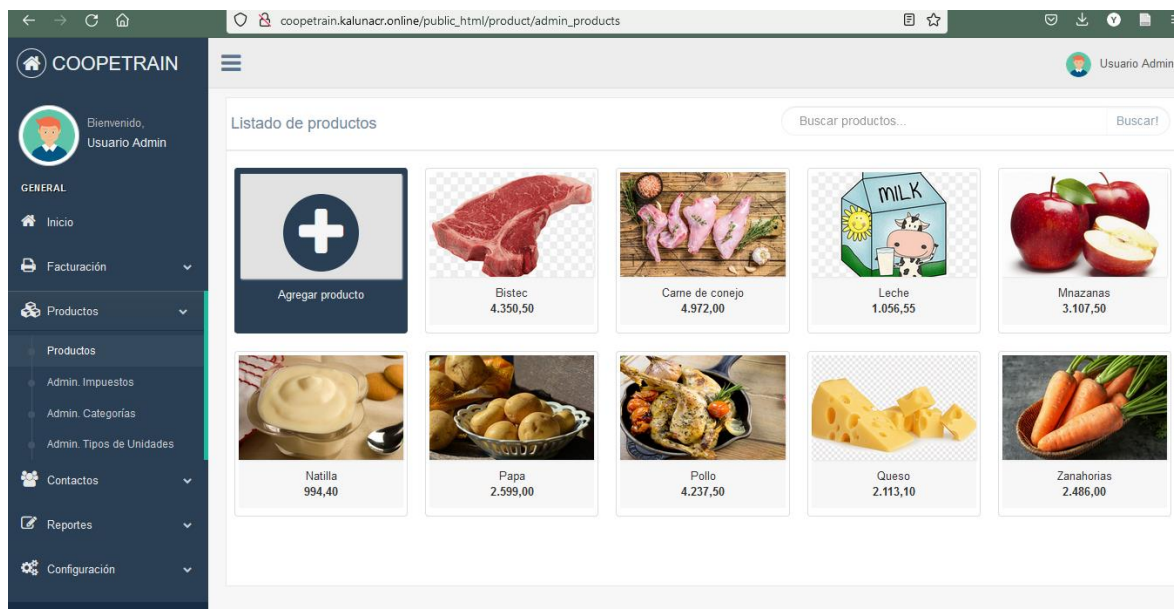 coopetrain.kalunacr.online/public_html/product/admin_products
COOPETRAIN
Usuario Admin
Bienvenido,
Usuario Admin
GENERAL
Inicio
Facturación
Productos
Productos
Admin. Impuestos
Admin. Categorías
Admin. Tipos de Unidades
Contactos
Reportes
Configuración
Listado de productos
Buscar productos...
Buscar!
Agregar producto
Bistec
4.350,50
Carne de conejo
4.972,00
MILK
Leche
1.056,55
Mnazanas
3.107,50
Natilla
994,40
Papa
2.599,00
Pollo
4.237,50
Queso
2.113,10
Zanahorias
2.486,00